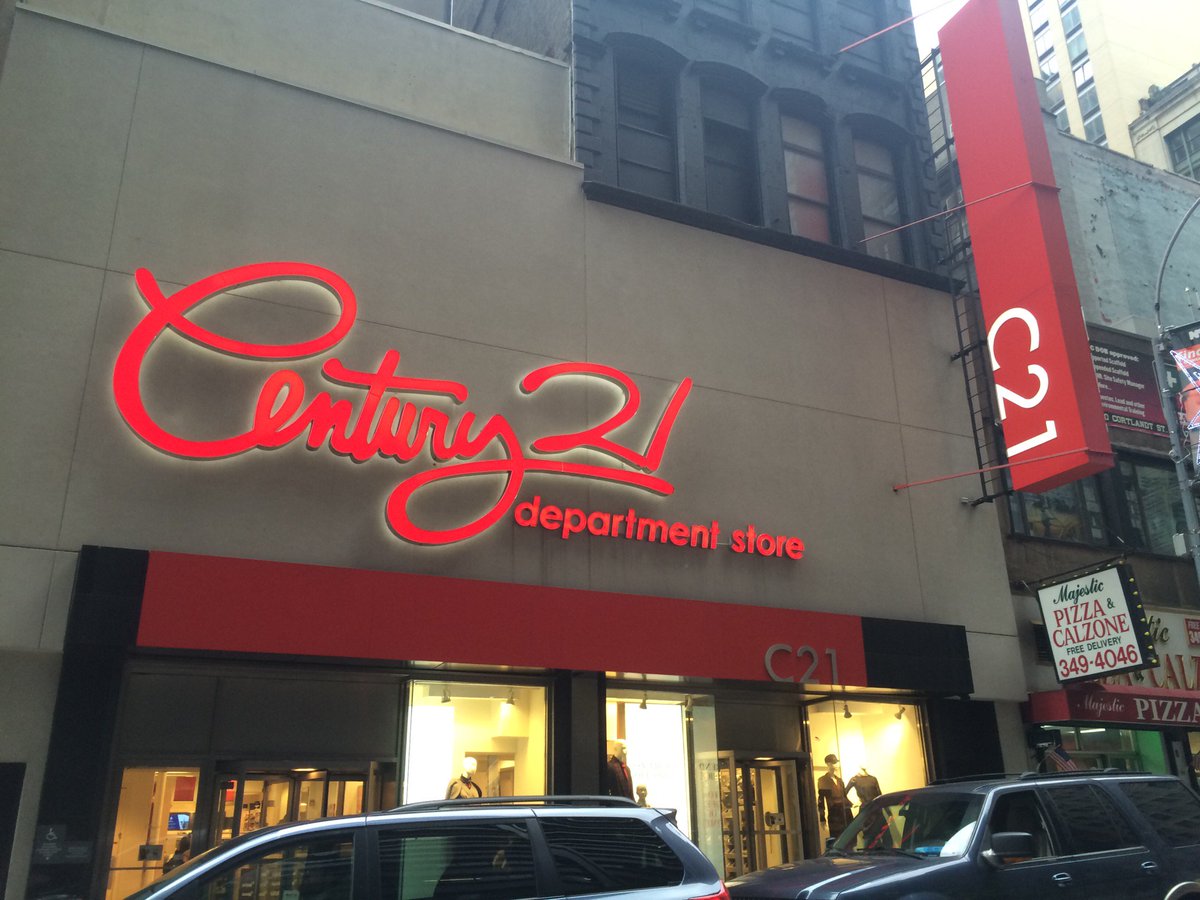 Century 21
department store
C21
C21
Majestic
PIZZA &
CALZONE
FREE DELIVERY
349-4046
Majestic PIZZA
CORTLANDT ST